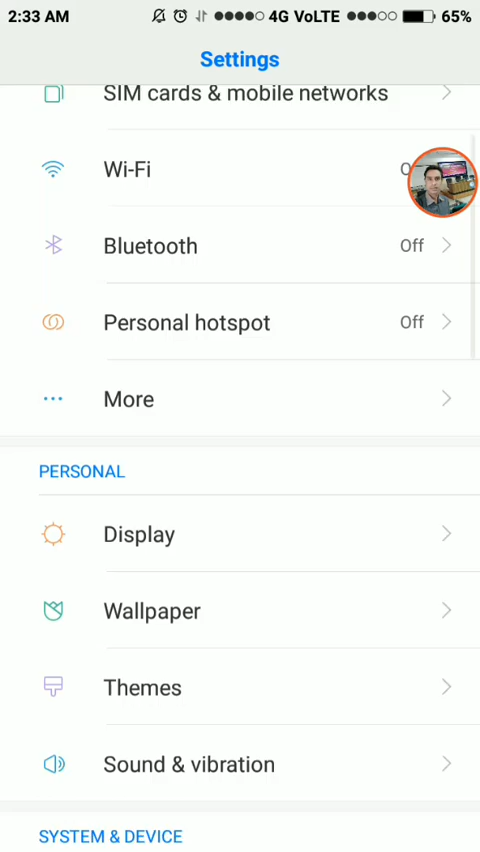 2:33 AM 4G VoLTE 65%
Settings
SIM cards & mobile networks
Wi-Fi
Bluetooth Off
Personal hotspot Off
More
PERSONAL
Display
Wallpaper
Themes
Sound & vibration
SYSTEM & DEVICE